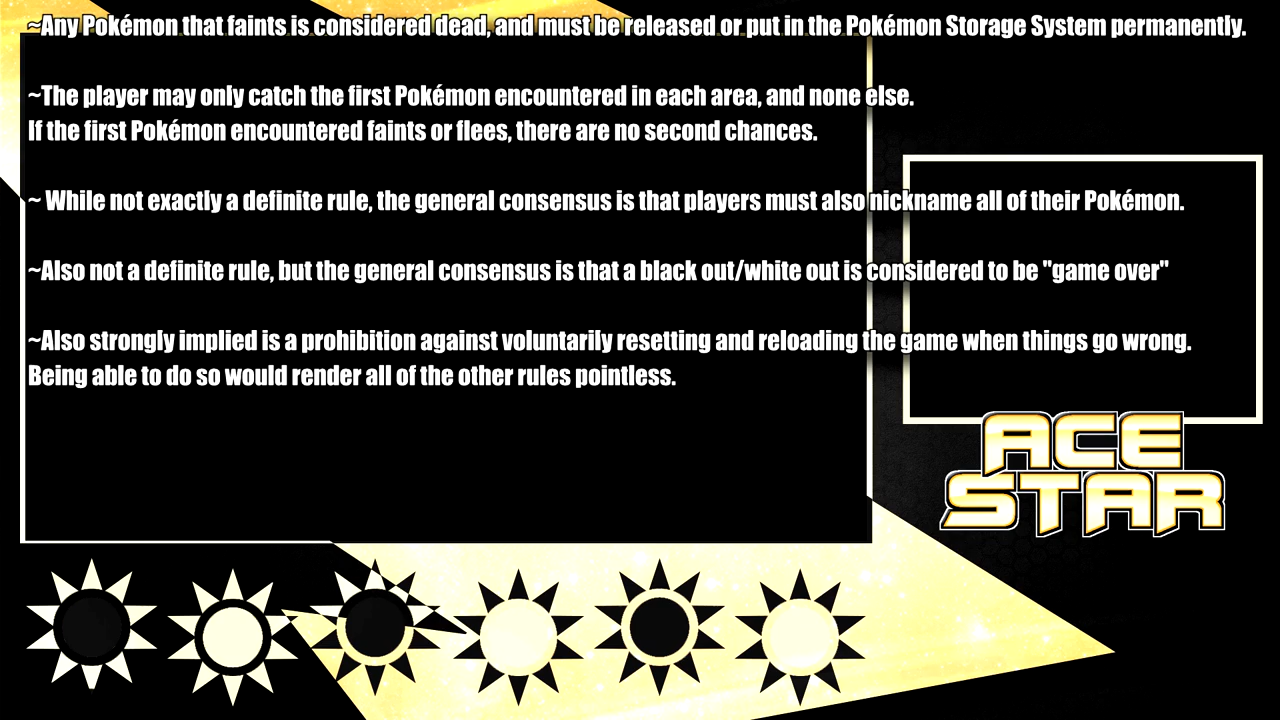 ~Any Pokémon that faints is considered dead, and must be released or put in the Pokémon Storage System permanently.
~The player may only catch the first Pokémon encountered in each area, and none else.
If the first Pokémon encountered faints or flees, there are no second chances.
~ While not exactly a definite rule, the general consensus is that players must also nickname all of their Pokémon.
~Also not a definite rule, but the general consensus is that a black out/white out is considered to be "game over"
~Also strongly implied is a prohibition against voluntarily resetting and reloading the game when things go wrong.
Being able to do so would render all of the other rules pointless.
ACE
STAR